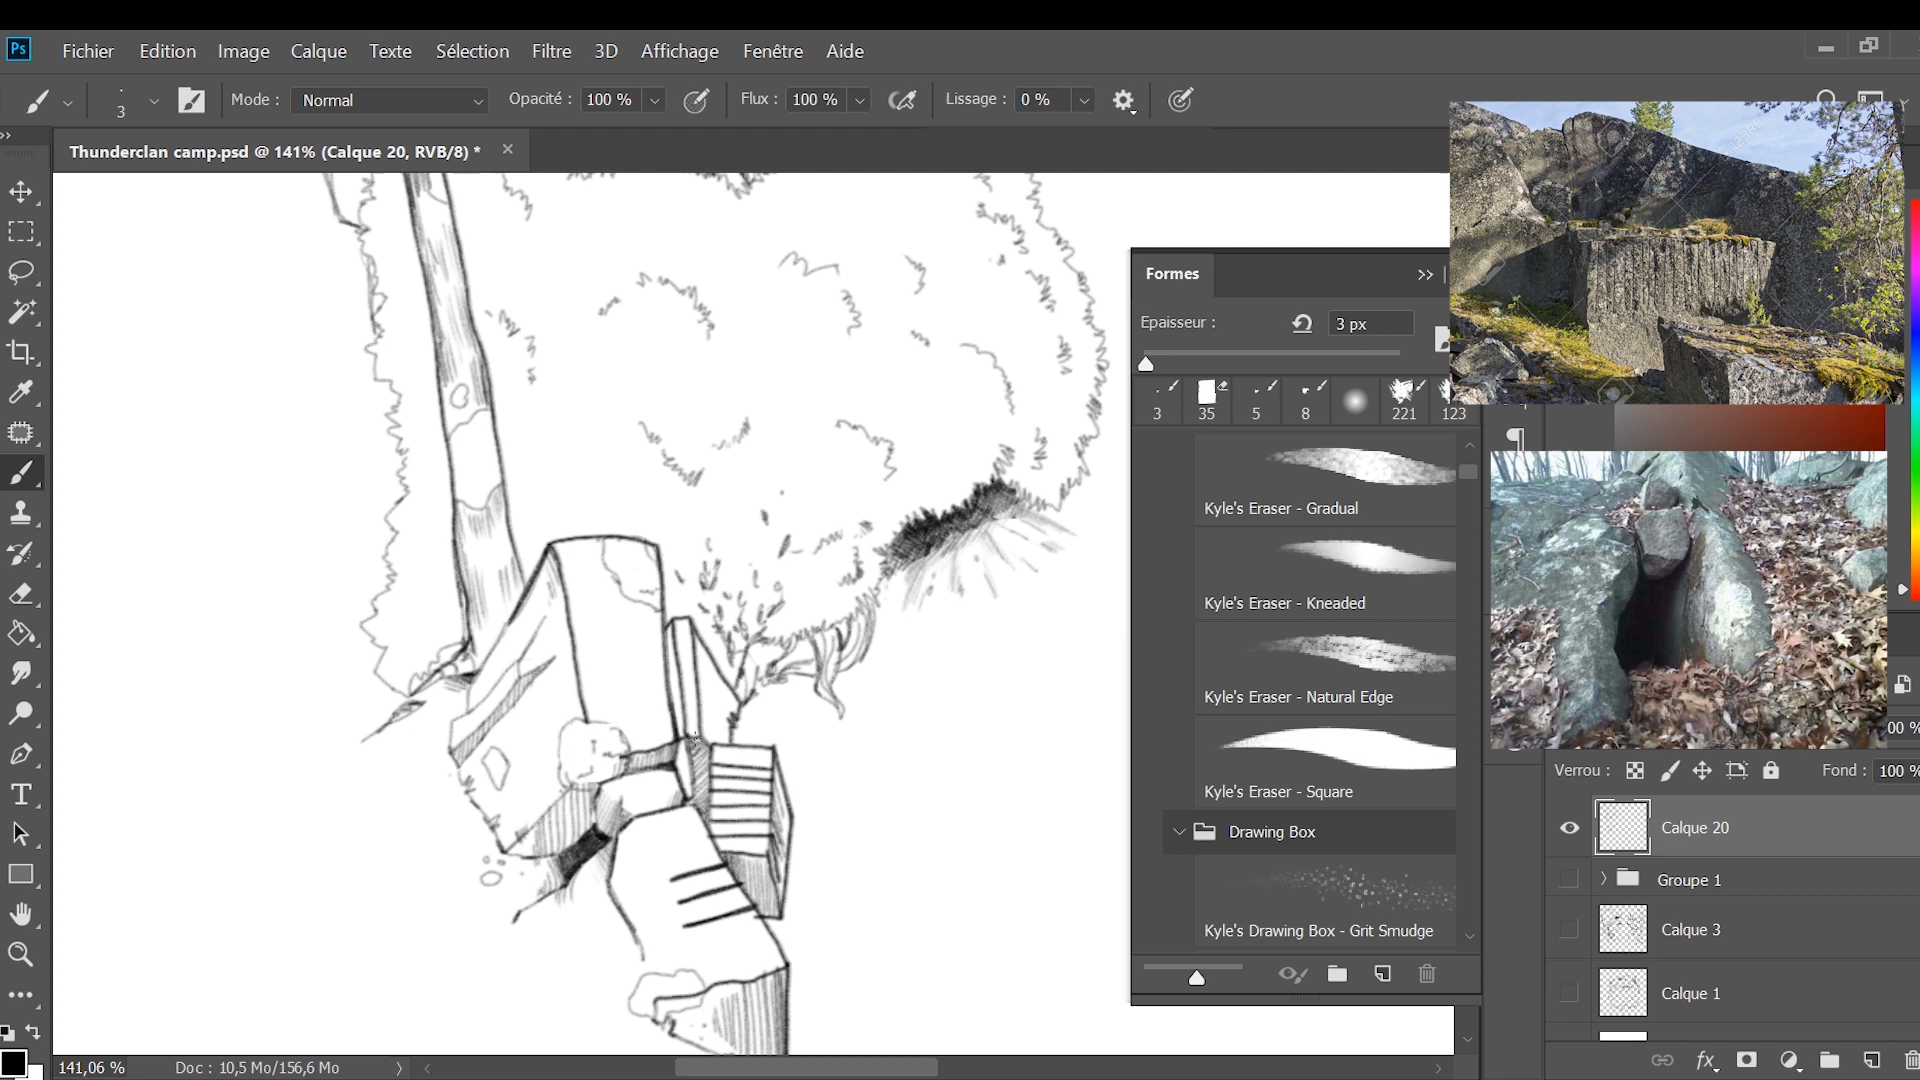 Ps
Fichier Edition Image Calque Texte Sélection Filtre 3D Affichage Fenêtre Aide
3 Mode : Normal Opacité : 100 % Flux : 100 % Lissage : 0 %
Thunderclan camp.psd @ 141% (Calque 20, RVB/8) *
Formes
Epaisseur : 3 px
3 35 5 8 221 123
Kyle's Eraser - Gradual
Kyle's Eraser - Kneaded
Kyle's Eraser - Natural Edge
Kyle's Eraser - Square
Drawing Box
Kyle's Drawing Box - Grit Smudge
00 %
Verrou : Fond : 100 %
Calque 20
Groupe 1
Calque 3
Calque 1
141,06 % Doc : 10,5 Mo/156,6 Mo